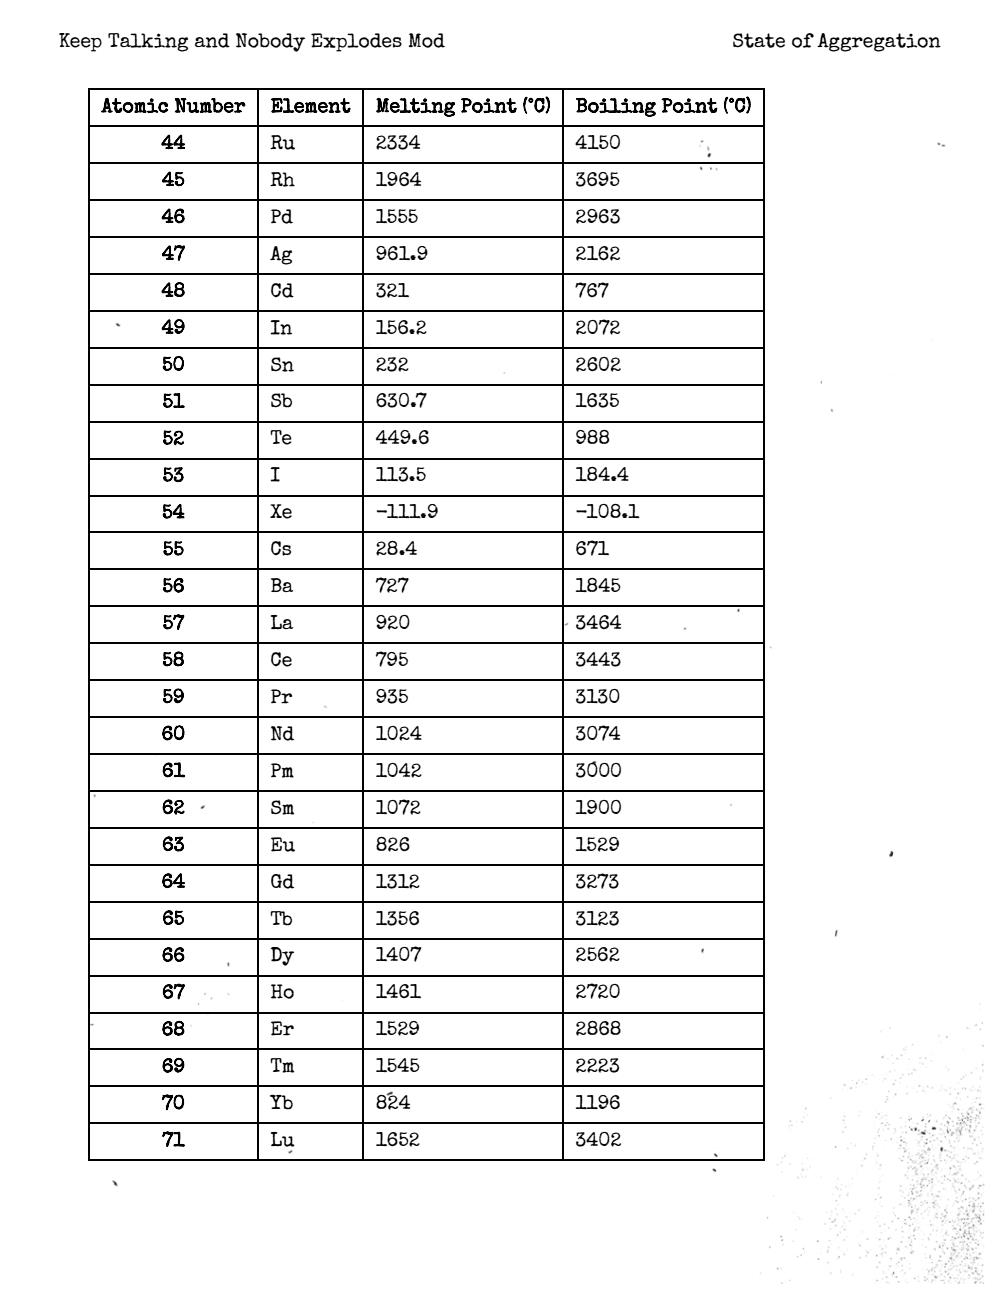 Keep Talking and Nobody Explodes Mod State of Aggregation
Atomic Number Element Melting Point (°C) Boiling Point (°C)
44 Ru 2334 4150
45 Rh 1964 3695
46 Pd 1555 2963
47 Ag 961.9 2162
48 Cd 321 767
49 In 156.2 2072
50 Sn 232 2602
51 Sb 630.7 1635
52 Te 449.6 988
53 I 113.5 184.4
54 Xe -111.9 -108.1
55 Cs 28.4 671
56 Ba 727 1845
57 La 920 3464
58 Ce 795 3443
59 Pr 935 3130
60 Nd 1024 3074
61 Pm 1042 3000
62 Sm 1072 1900
63 Eu 826 1529
64 Gd 1312 3273
65 Tb 1356 3123
66 Dy 1407 2562
67 Ho 1461 2720
68 Er 1529 2868
69 Tm 1545 2223
70 Yb 824 1196
71 Lu 1652 3402